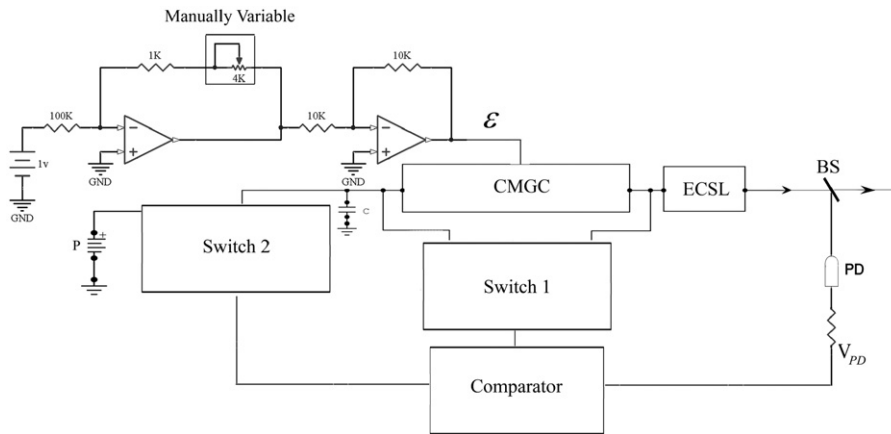 Manually Variable
1K
4K
10K
100K
10K
ε
1v
GND
GND
GND
CMGC
ECSL
BS
C
P
+
Switch 2
Switch 1
PD
V_PD
Comparator